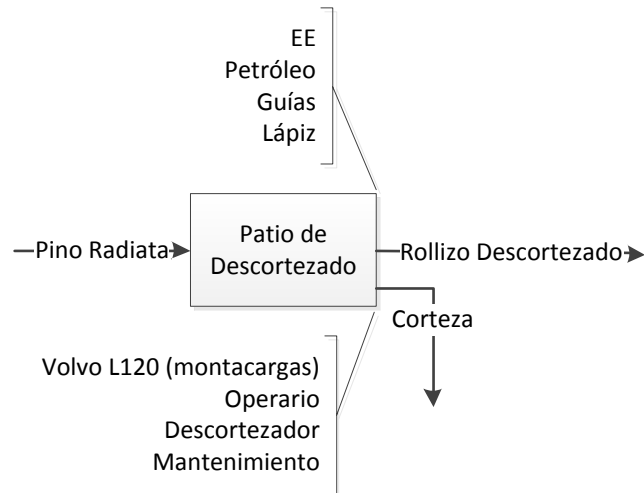 EE
Petróleo
Guías
Lápiz
Pino Radiata
Patio de
Descortezado
Rollizo Descortezado
Corteza
Volvo L120 (montacargas)
Operario
Descortezador
Mantenimiento